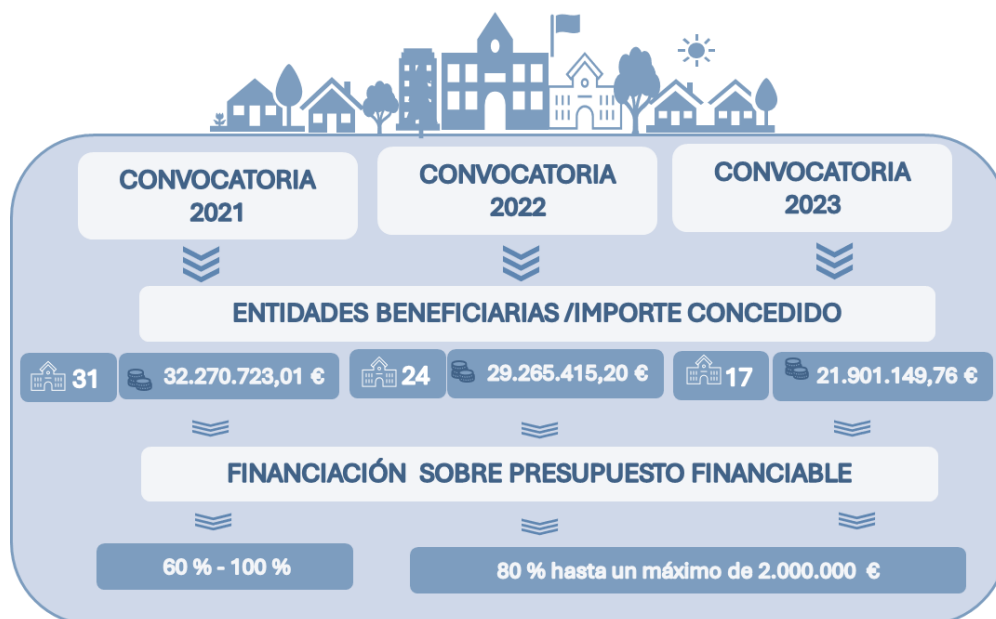 CONVOCATORIA
2021
CONVOCATORIA
2022
CONVOCATORIA
2023
ENTIDADES BENEFICIARIAS /IMPORTE CONCEDIDO
31
32.270.723,01 €
24
29.265.415,20 €
17
21.901.149,76 €
FINANCIACIÓN SOBRE PRESUPUESTO FINANCIABLE
60 % - 100 %
80 % hasta un máximo de 2.000.000 €